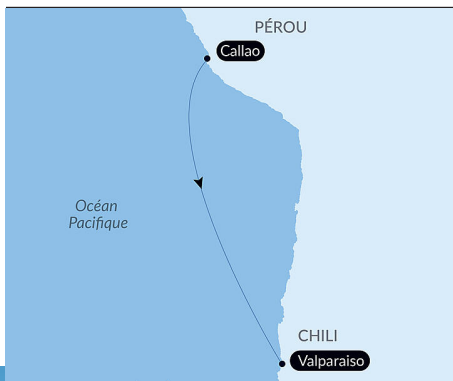 PÉROU
Callao
Océan
Pacifique
CHILI
Valparaiso